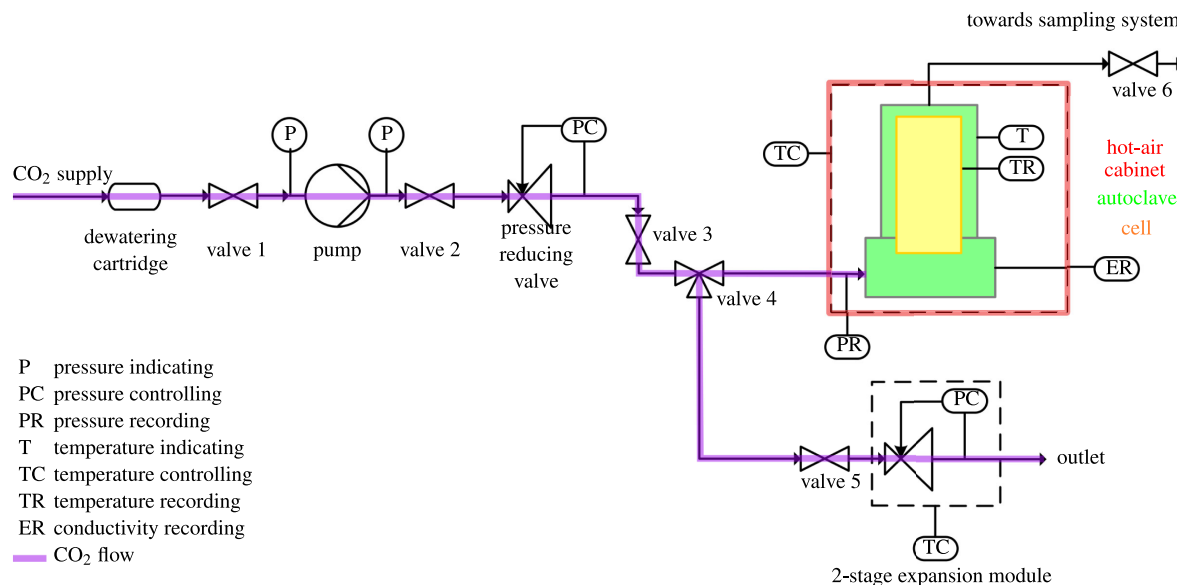 towards sampling system
valve 6
P
P
PC
T
TC
TR
hot-air
cabinet
autoclave
cell
CO₂ supply
dewatering
cartridge
valve 1
pump
valve 2
pressure
reducing
valve
valve 3
valve 4
ER
PR
P pressure indicating
PC pressure controlling
PR pressure recording
T temperature indicating
TC temperature controlling
TR temperature recording
ER conductivity recording
CO₂ flow
PC
valve 5
outlet
TC
2-stage expansion module